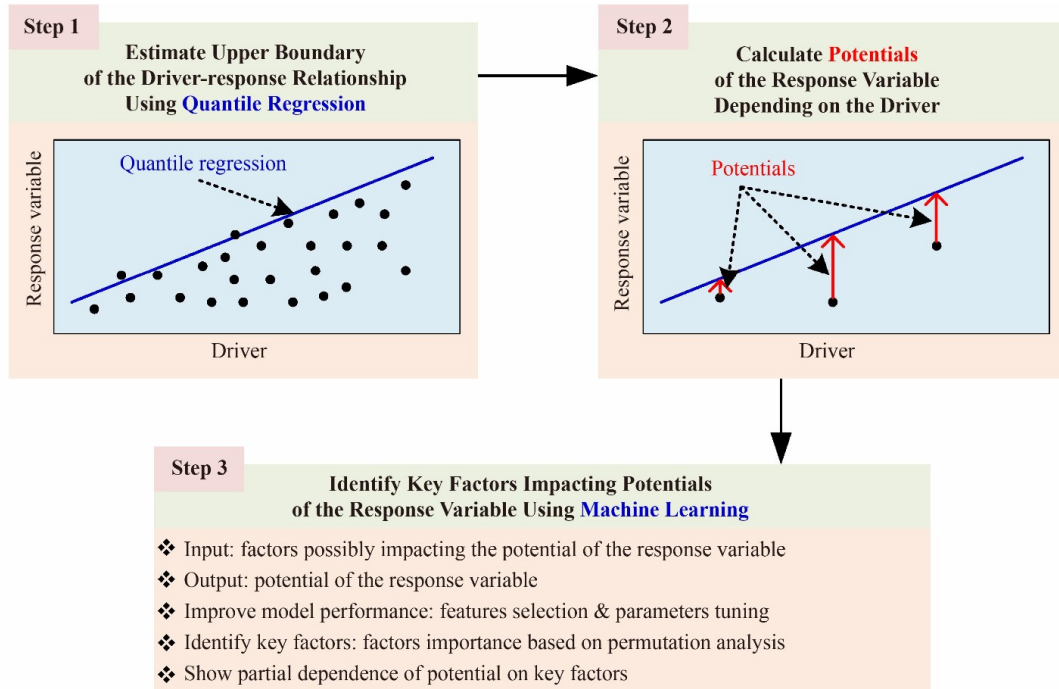 Step 1
Estimate Upper Boundary
of the Driver-response Relationship
Using Quantile Regression
Quantile regression
Response variable
Driver
Step 2
Calculate Potentials
of the Response Variable
Depending on the Driver
Potentials
Response variable
Driver
Step 3
Identify Key Factors Impacting Potentials
of the Response Variable Using Machine Learning
❖ Input: factors possibly impacting the potential of the response variable
❖ Output: potential of the response variable
❖ Improve model performance: features selection & parameters tuning
❖ Identify key factors: factors importance based on permutation analysis
❖ Show partial dependence of potential on key factors